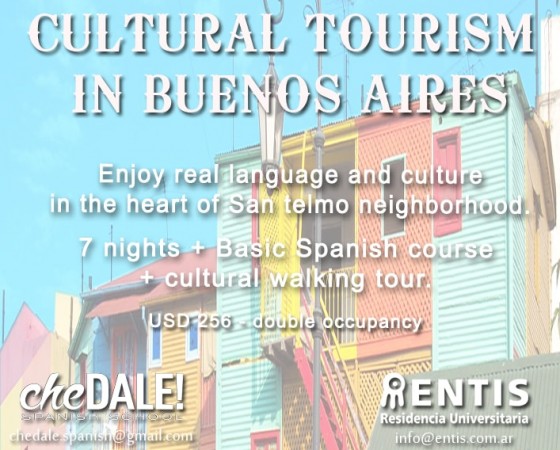 CULTURAL TOURISM
IN BUENOS AIRES
Enjoy real language and culture
in the heart of San telmo neighborhood.
7 nights + Basic Spanish course
+ cultural walking tour.
USD 256 - double occupancy
cheDALE!
SPANISH SCHOOL
chedale.spanish@gmail.com
RENTIS
Residencia Universitaria
info@entis.com.ar